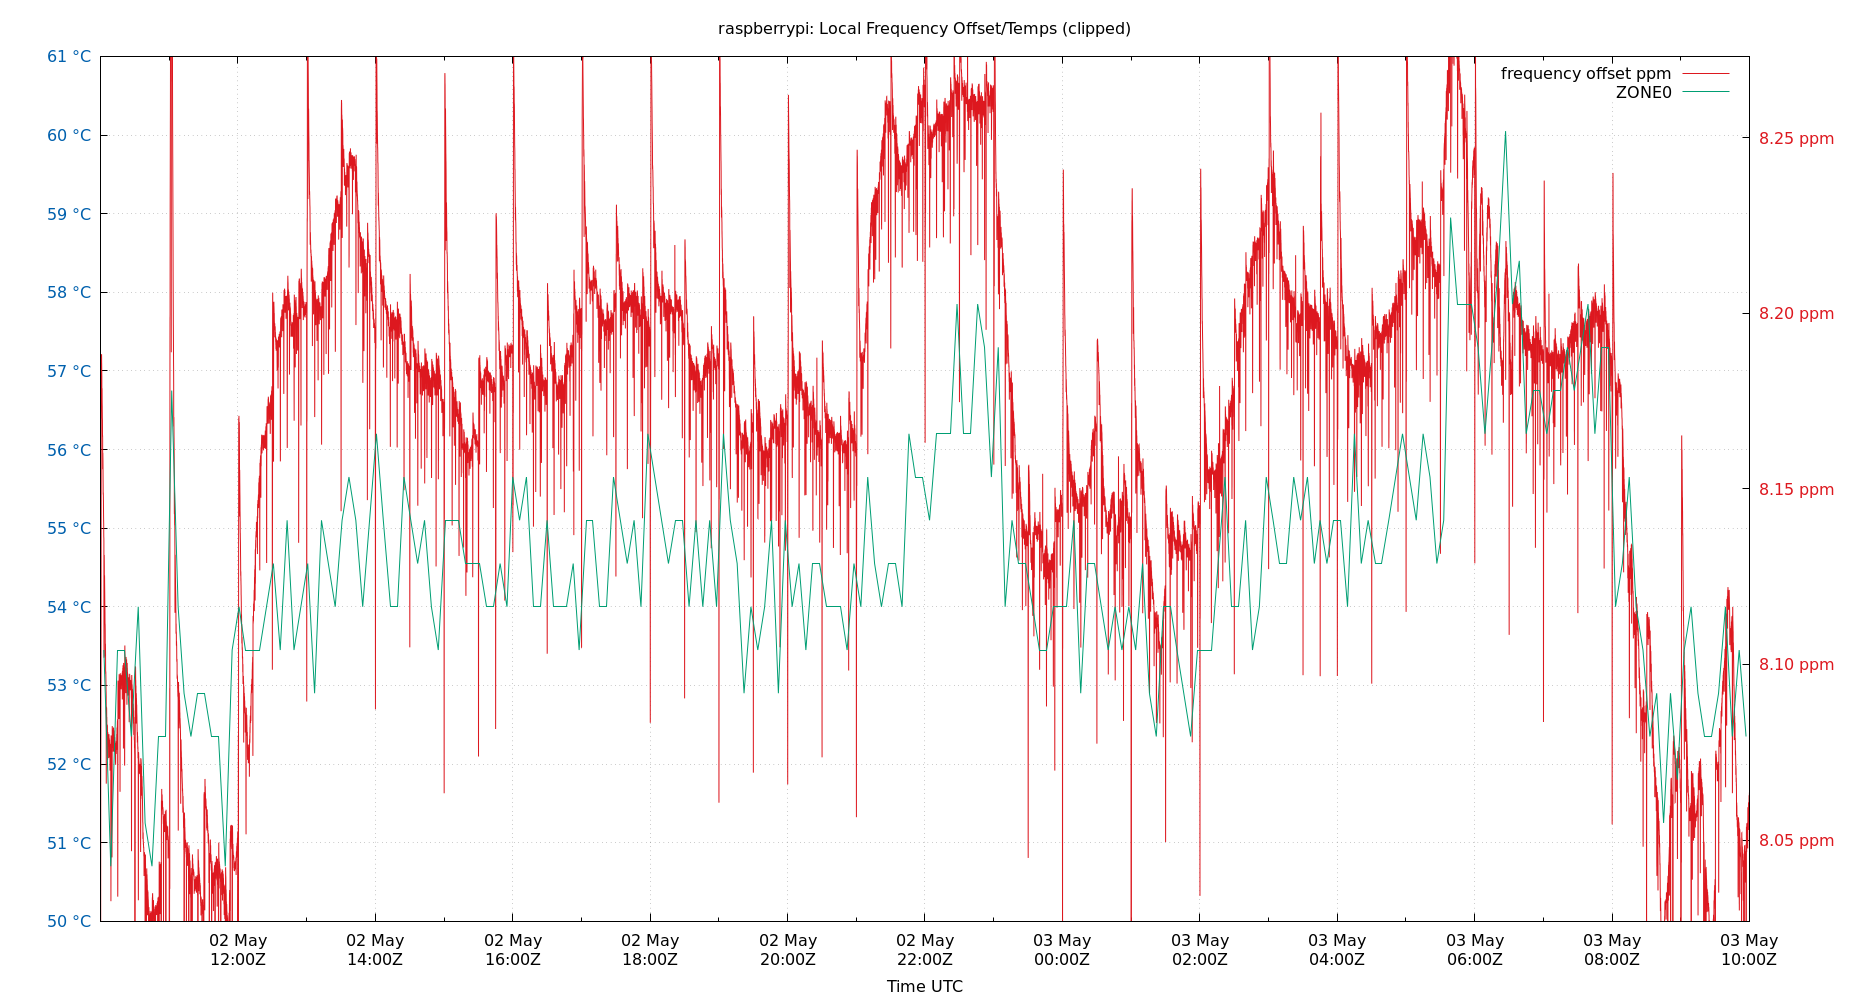 raspberrypi: Local Frequency Offset/Temps (clipped)
frequency offset ppm
ZONE0
61 °C
60 °C
59 °C
58 °C
57 °C
56 °C
55 °C
54 °C
53 °C
52 °C
51 °C
50 °C
8.25 ppm
8.20 ppm
8.15 ppm
8.10 ppm
8.05 ppm
02 May
12:00Z
02 May
14:00Z
02 May
16:00Z
02 May
18:00Z
02 May
20:00Z
02 May
22:00Z
03 May
00:00Z
03 May
02:00Z
03 May
04:00Z
03 May
06:00Z
03 May
08:00Z
03 May
10:00Z
Time UTC